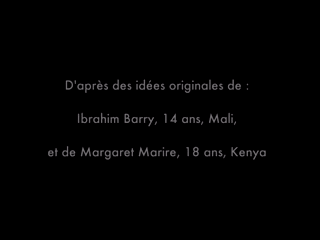 D'après des idées originales de :
Ibrahim Barry, 14 ans, Mali,
et de Margaret Marire, 18 ans, Kenya